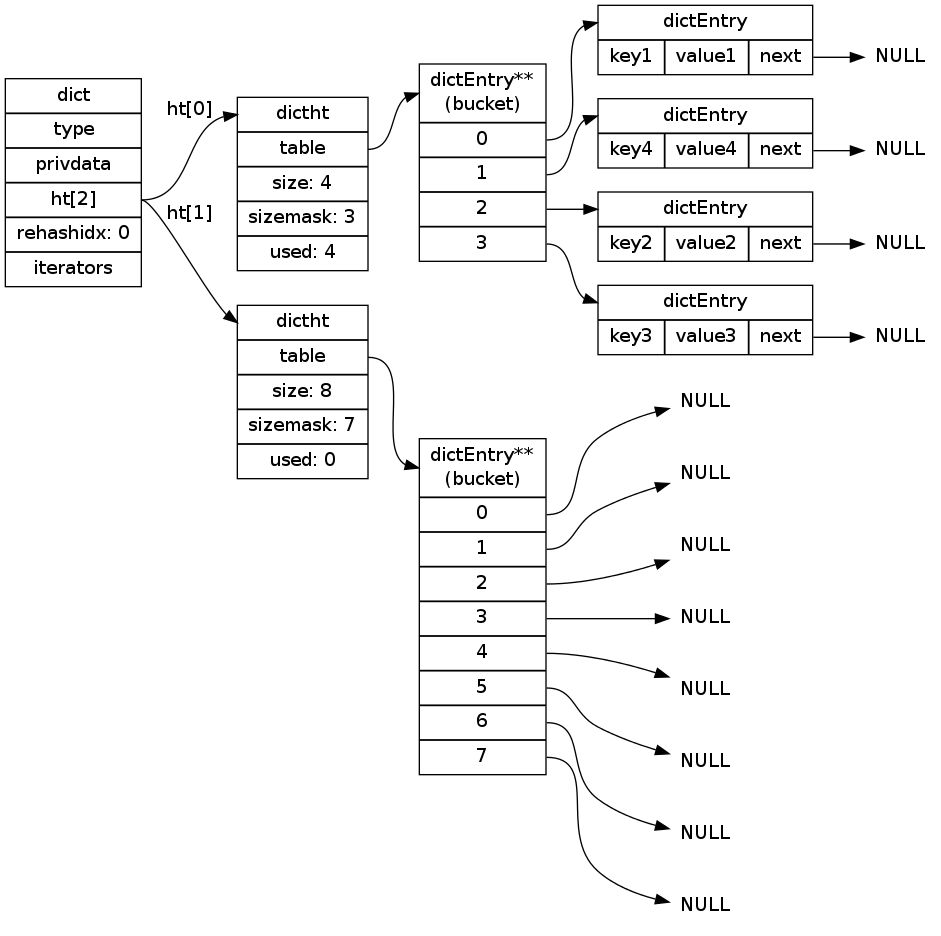 dict
type
privdata
ht[2]
rehashidx: 0
iterators
ht[0]
ht[1]
dictht
table
size: 4
sizemask: 3
used: 4
dictht
table
size: 8
sizemask: 7
used: 0
dictEntry**
(bucket)
0
1
2
3
dictEntry
key1 value1 next NULL
dictEntry
key4 value4 next NULL
dictEntry
key2 value2 next NULL
dictEntry
key3 value3 next NULL
dictEntry**
(bucket)
0
1
2
3
4
5
6
7
NULL
NULL
NULL
NULL
NULL
NULL
NULL
NULL